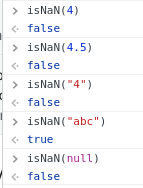 isNaN(4)
false
isNaN(4.5)
false
isNaN("4")
false
isNaN("abc")
true
isNaN(null)
false